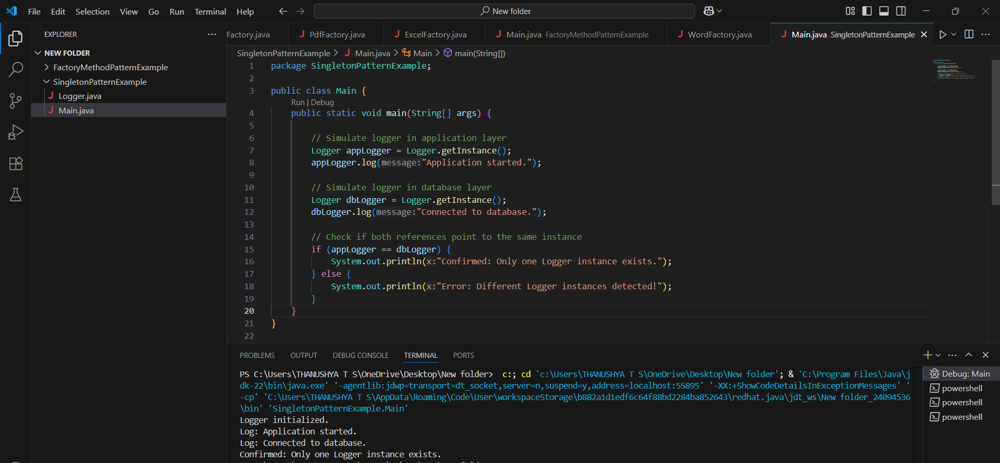 File Edit Selection View Go Run Terminal Help
New folder
EXPLORER
Factory.java PdfFactory.java ExcelFactory.java Main.java FactoryMethodPatternExample WordFactory.java Main.java SingletonPatternExample
NEW FOLDER
FactoryMethodPatternExample
SingletonPatternExample
Logger.java
Main.java
SingletonPatternExample > Main.java > Main > main(String[])
1 package SingletonPatternExample;
2
3 public class Main {
Run | Debug
4 public static void main(String[] args) {
5
6 // Simulate logger in application layer
7 Logger appLogger = Logger.getInstance();
8 appLogger.log(message:"Application started.");
9
10 // Simulate logger in database layer
11 Logger dbLogger = Logger.getInstance();
12 dbLogger.log(message:"Connected to database.");
13
14 // Check if both references point to the same instance
15 if (appLogger == dbLogger) {
16 System.out.println(x:"Confirmed: Only one Logger instance exists.");
17 } else {
18 System.out.println(x:"Error: Different Logger instances detected!");
19 }
20 }
21 }
22
PROBLEMS OUTPUT DEBUG CONSOLE TERMINAL PORTS
PS C:\Users\THANUSHYA T S\OneDrive\Desktop\New folder> c:; cd 'c:\Users\THANUSHYA T S\OneDrive\Desktop\New folder'; & 'C:\Program Files\Java\j
dk-22\bin\java.exe' '-agentlib:jdwp=transport=dt_socket,server=n,suspend=y,address=localhost:55895' '-XX:+ShowCodeDetailsInExceptionMessages' '
-cp' 'C:\Users\THANUSHYA T S\AppData\Roaming\Code\User\workspaceStorage\b882a1d1edf6c64f88bd2284ba852643\redhat.java\jdt_ws\New folder_24094536
\bin' 'SingletonPatternExample.Main'
Logger initialized.
Log: Application started.
Log: Connected to database.
Confirmed: Only one Logger instance exists.
Debug: Main
powershell
powershell
powershell